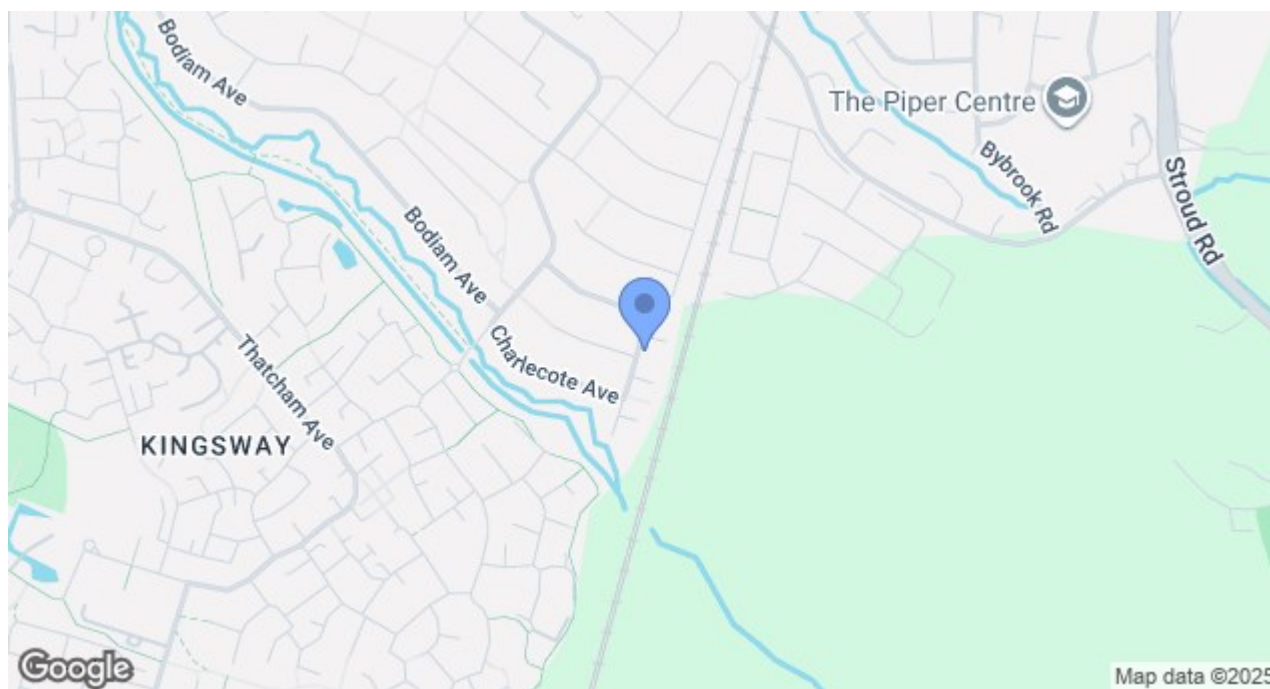 Bodiam Ave
The Piper Centre
Bybrook Rd
Stroud Rd
Bodiam Ave
Charlecote Ave
Thatcham Ave
KINGSWAY
Google
Map data ©2025